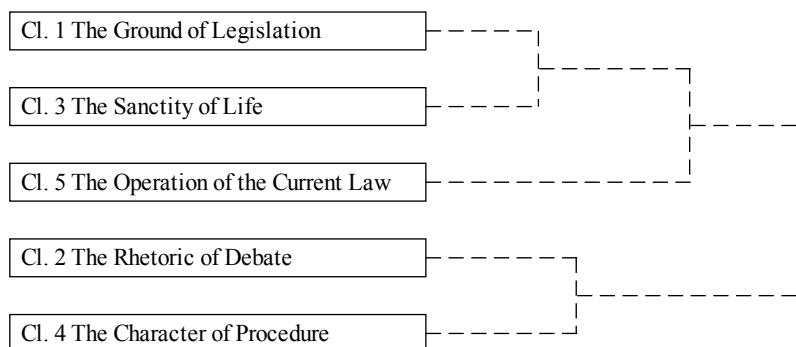 Cl. 1 The Ground of Legislation
Cl. 3 The Sanctity of Life
Cl. 5 The Operation of the Current Law
Cl. 2 The Rhetoric of Debate
Cl. 4 The Character of Procedure